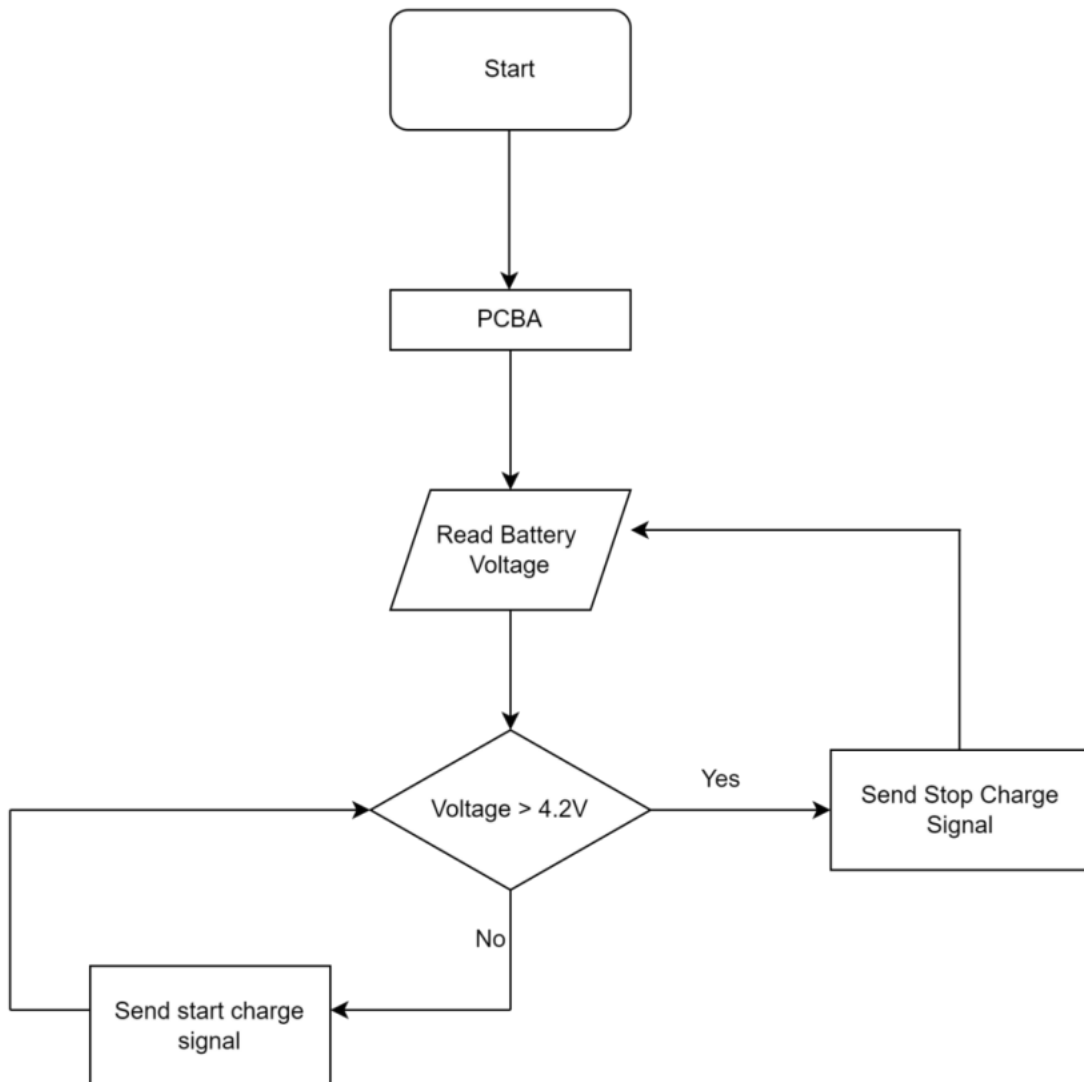 Start
PCBA
Read Battery
Voltage
Voltage > 4.2V
Yes
Send Stop Charge
Signal
No
Send start charge
signal